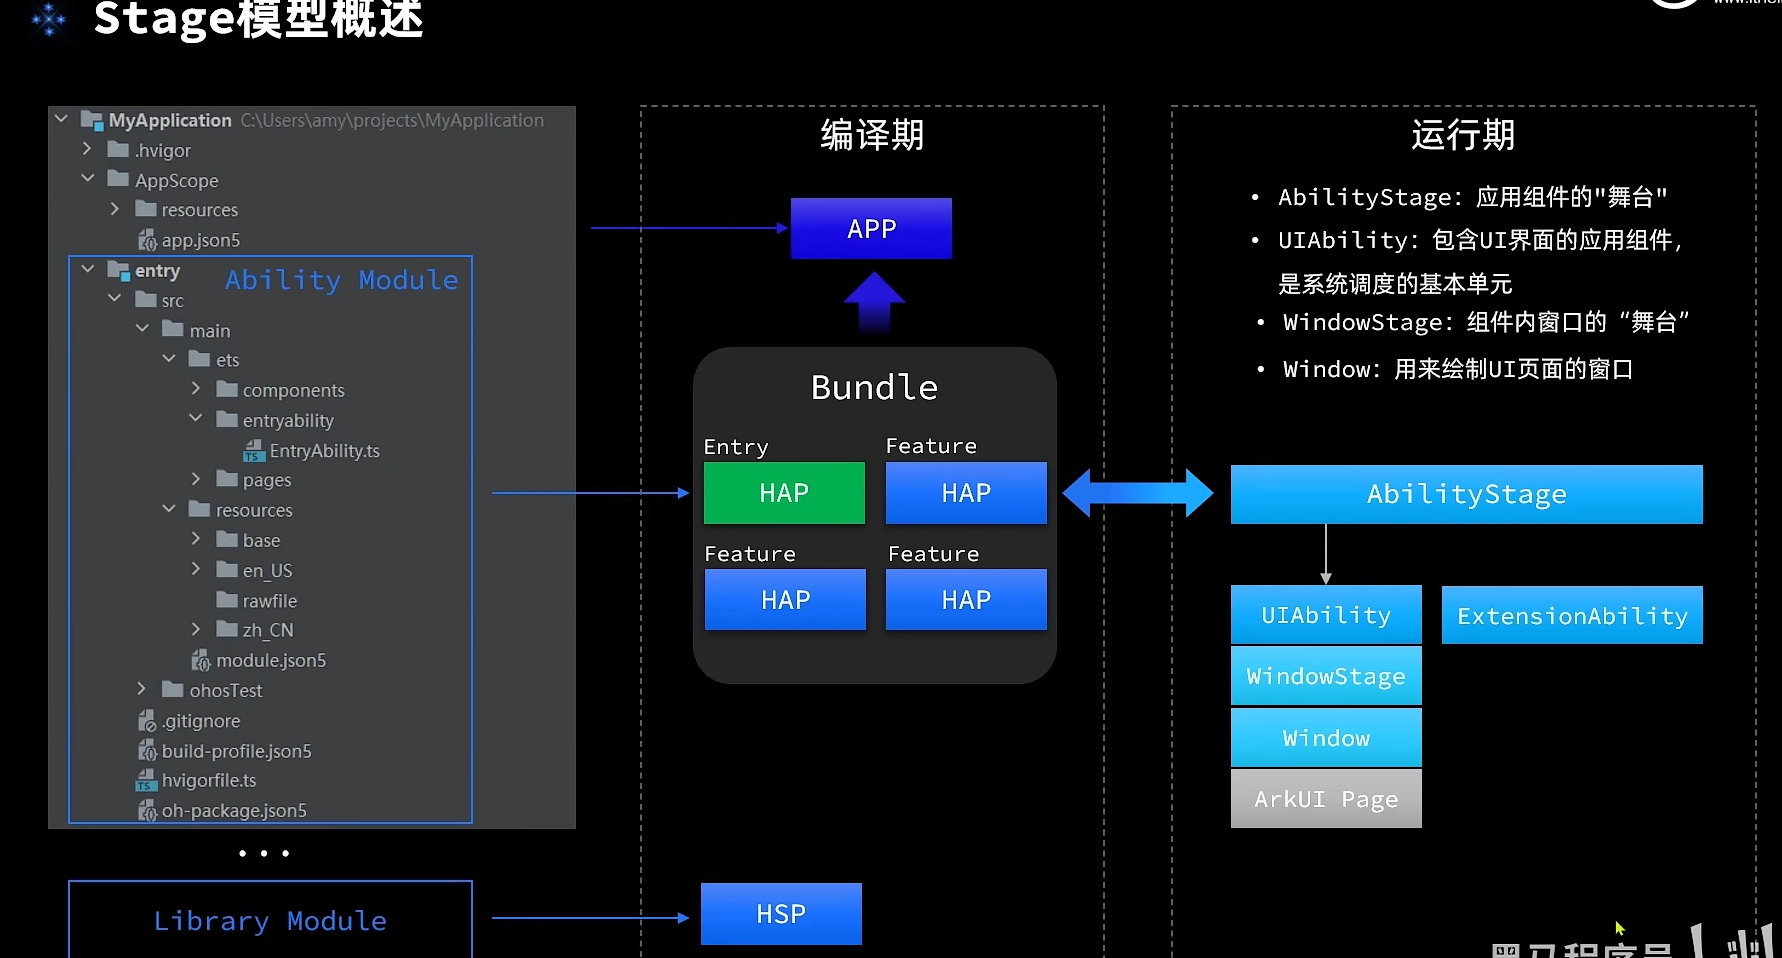 Stage模型概述
MyApplication C:\Users\amy\projects\MyApplication
.hvigor
AppScope
resources
app.json5
entry
Ability Module
src
main
ets
components
entryability
EntryAbility.ts
pages
resources
base
en_US
rawfile
zh_CN
module.json5
ohosTest
.gitignore
build-profile.json5
hvigorfile.ts
oh-package.json5
...
Library Module
编译期
APP
Bundle
Entry
HAP
Feature
HAP
Feature
HAP
Feature
HAP
HSP
运行期
• AbilityStage：应用组件的"舞台"
• UIAbility：包含UI界面的应用组件，
是系统调度的基本单元
• WindowStage：组件内窗口的“舞台”
• Window：用来绘制UI页面的窗口
AbilityStage
UIAbility
ExtensionAbility
WindowStage
Window
ArkUI Page
黑马程序员